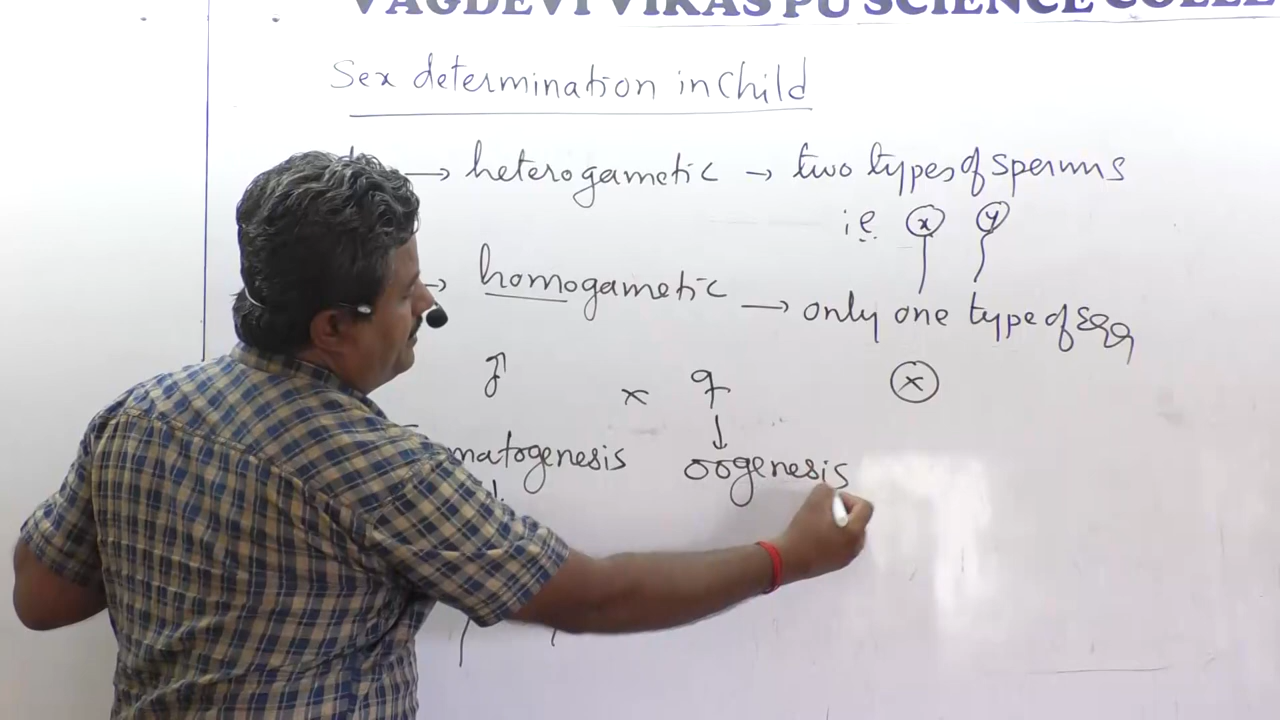 VAGDEVI VIKAS PU SCIENCE COLLE
Sex determination in Child
→ heterogametic → two types of sperms
i.e. x y
→ homogametic → only one type of Egg
x
♂ × ♀
↓
matogenesis oogenesis
↓